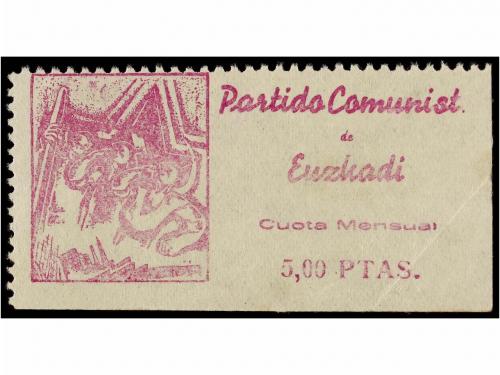 Partido Comunist.
de
Euzkadi
Cuota Mensual
5,00 PTAS.